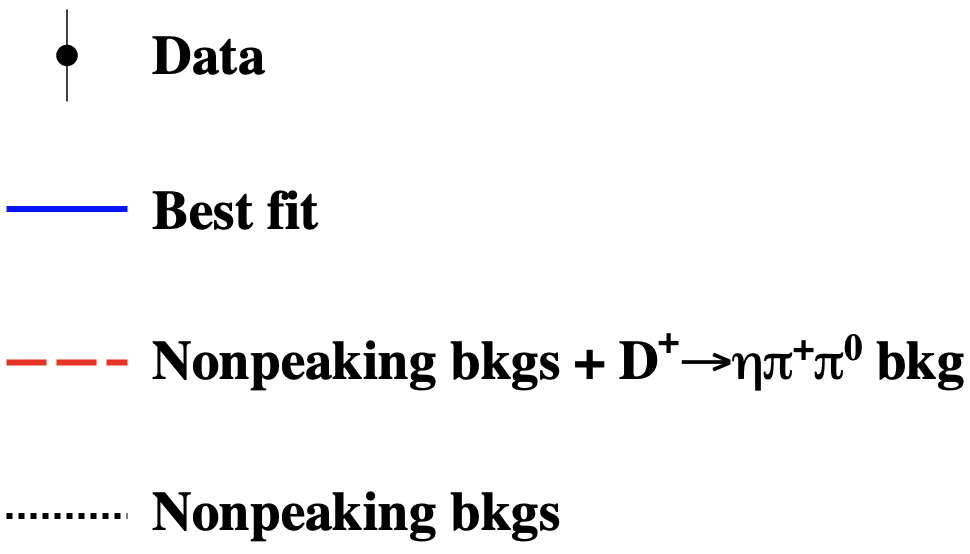 Data
Best fit
Nonpeaking bkgs + D⁺→ηπ⁺π⁰ bkg
Nonpeaking bkgs